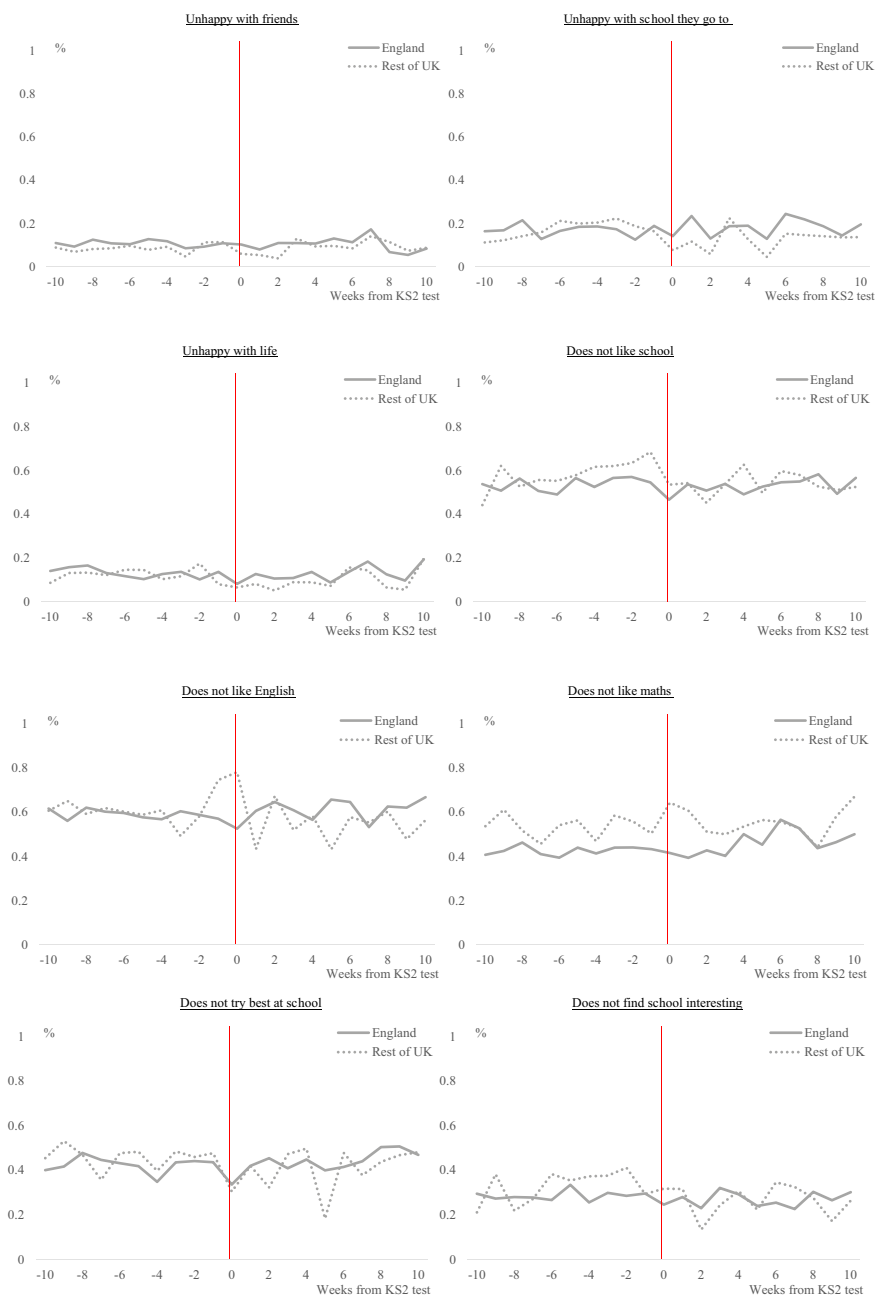 Unhappy with friends
%
England
Rest of UK
1
0.8
0.6
0.4
0.2
0
-10 -8 -6 -4 -2 0 2 4 6 8 10
Weeks from KS2 test
Unhappy with school they go to
%
England
Rest of UK
1
0.8
0.6
0.4
0.2
0
-10 -8 -6 -4 -2 0 2 4 6 8 10
Weeks from KS2 test
Unhappy with life
%
England
Rest of UK
1
0.8
0.6
0.4
0.2
0
-10 -8 -6 -4 -2 0 2 4 6 8 10
Weeks from KS2 test
Does not like school
%
England
Rest of UK
1
0.8
0.6
0.4
0.2
0
-10 -8 -6 -4 -2 0 2 4 6 8 10
Weeks from KS2 test
Does not like English
%
England
Rest of UK
1
0.8
0.6
0.4
0.2
0
-10 -8 -6 -4 -2 0 2 4 6 8 10
Weeks from KS2 test
Does not like maths
%
England
Rest of UK
1
0.8
0.6
0.4
0.2
0
-10 -8 -6 -4 -2 0 2 4 6 8 10
Weeks from KS2 test
Does not try best at school
%
England
Rest of UK
1
0.8
0.6
0.4
0.2
0
-10 -8 -6 -4 -2 0 2 4 6 8 10
Weeks from KS2 test
Does not find school interesting
%
England
Rest of UK
1
0.8
0.6
0.4
0.2
0
-10 -8 -6 -4 -2 0 2 4 6 8 10
Weeks from KS2 test